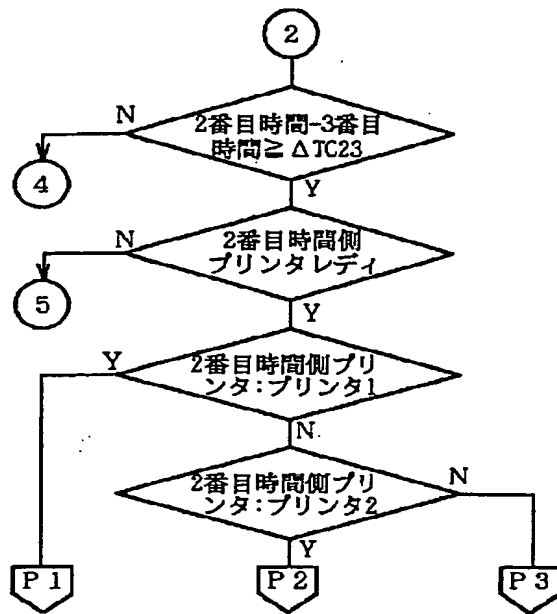 2
N
2番目時間-3番目
時間≧ΔTC23
4
Y
N
2番目時間側
プリンタレディ
5
Y
Y
2番目時間側プリ
ンタ:プリンタ1
N
2番目時間側プリ
ンタ:プリンタ2
N
Y
P1
P2
P3